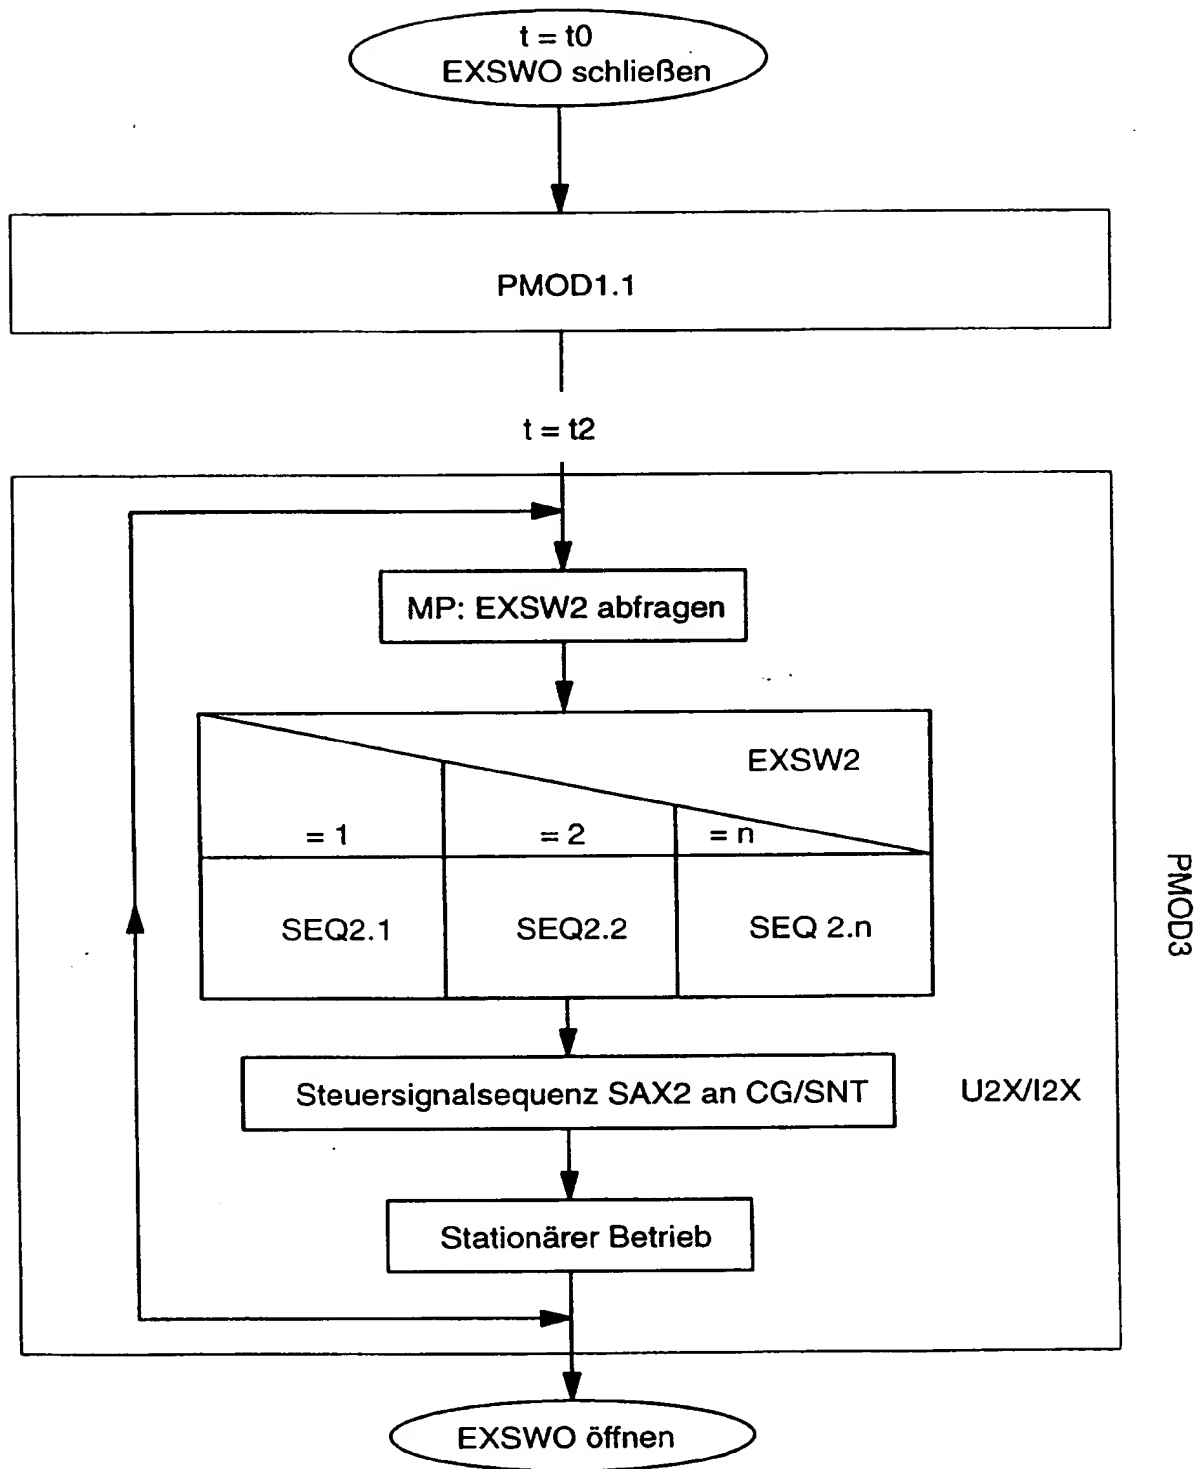 t = t0
EXSWO schließen
PMOD1.1
t = t2
MP: EXSW2 abfragen
EXSW2
= 1
= 2
= n
SEQ2.1
SEQ2.2
SEQ 2.n
PMOD3
Steuersignalsequenz SAX2 an CG/SNT
U2X/I2X
Stationärer Betrieb
EXSWO öffnen